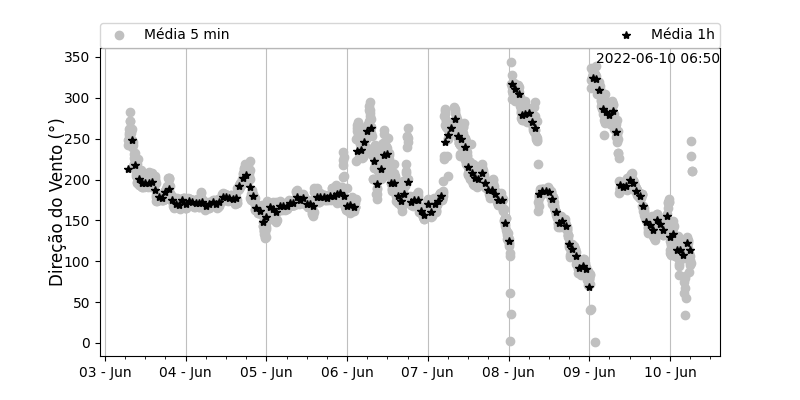 Média 5 min
Média 1h
2022-06-10 06:50
Direção do Vento (°)
350
300
250
200
150
100
50
0
03 - Jun
04 - Jun
05 - Jun
06 - Jun
07 - Jun
08 - Jun
09 - Jun
10 - Jun